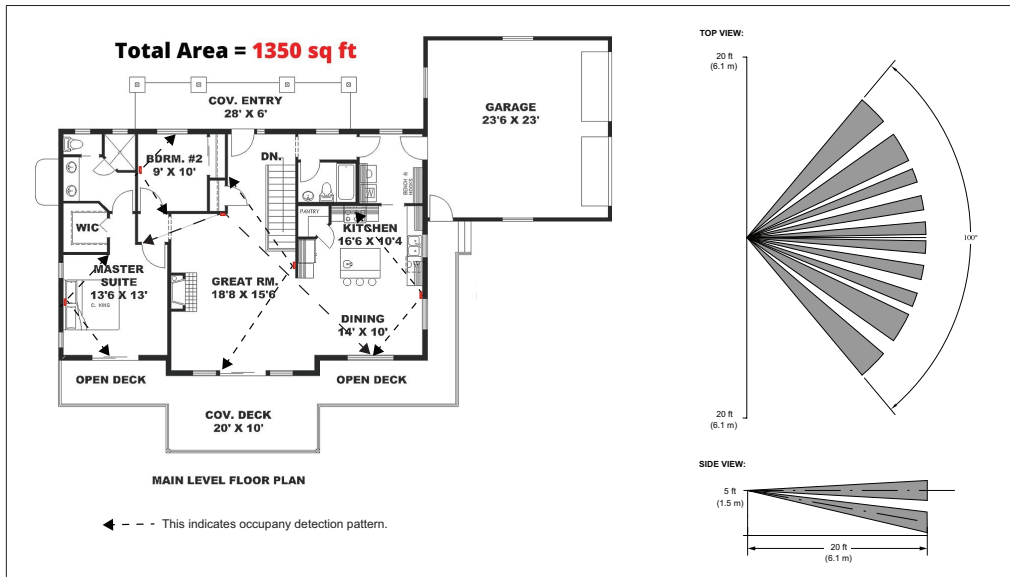 Total Area = 1350 sq ft
COV. ENTRY
28' X 6'
GARAGE
23'6 X 23'
BDRM. #2
9' X 10'
DN.
BENCH &
HOOKS
W
PANTRY
WIC
KITCHEN
16'6 X 10'4
MASTER
SUITE
13'6 X 13'
C. KING
GREAT RM.
18'8 X 15'6
DINING
14' X 10'
OPEN DECK
OPEN DECK
COV. DECK
20' X 10'
MAIN LEVEL FLOOR PLAN
This indicates occupany detection pattern.
TOP VIEW:
20 ft
(6.1 m)
100°
20 ft
(6.1 m)
SIDE VIEW:
5 ft
(1.5 m)
20 ft
(6.1 m)